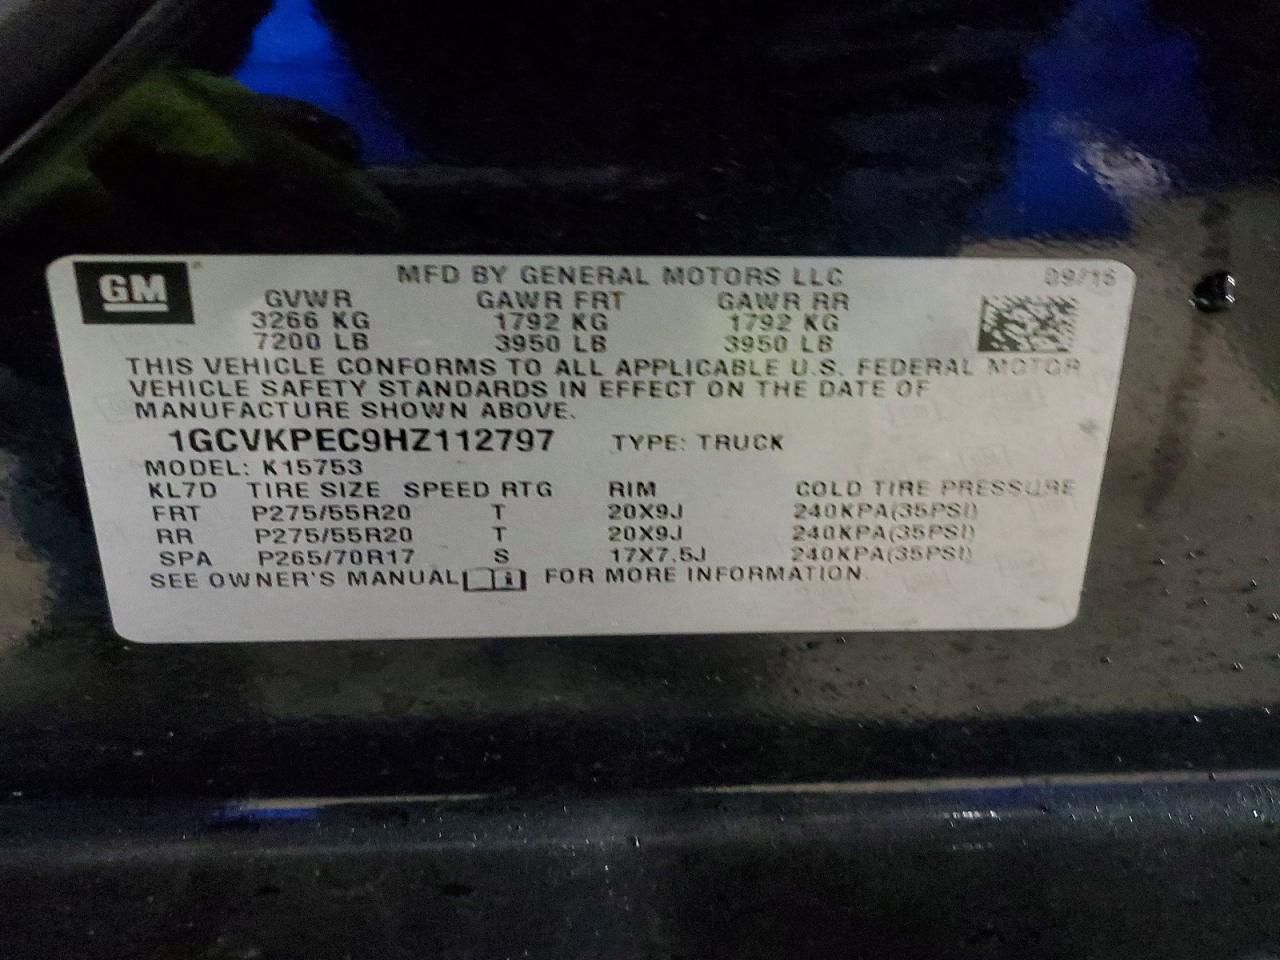 GM
MFD BY GENERAL MOTORS LLC 09/16
GVWR GAWR FRT GAWR RR
3266 KG 1792 KG 1792 KG
7200 LB 3950 LB 3950 LB
THIS VEHICLE CONFORMS TO ALL APPLICABLE U.S. FEDERAL MOTOR
VEHICLE SAFETY STANDARDS IN EFFECT ON THE DATE OF
MANUFACTURE SHOWN ABOVE.
1GCVKPEC9HZ112797 TYPE: TRUCK
MODEL: K15753
KL7D TIRE SIZE SPEED RTG RIM COLD TIRE PRESSURE
FRT P275/55R20 T 20X9J 240KPA(35PSI)
RR P275/55R20 T 20X9J 240KPA(35PSI)
SPA P265/70R17 S 17X7.5J 240KPA(35PSI)
SEE OWNER'S MANUAL FOR MORE INFORMATION.